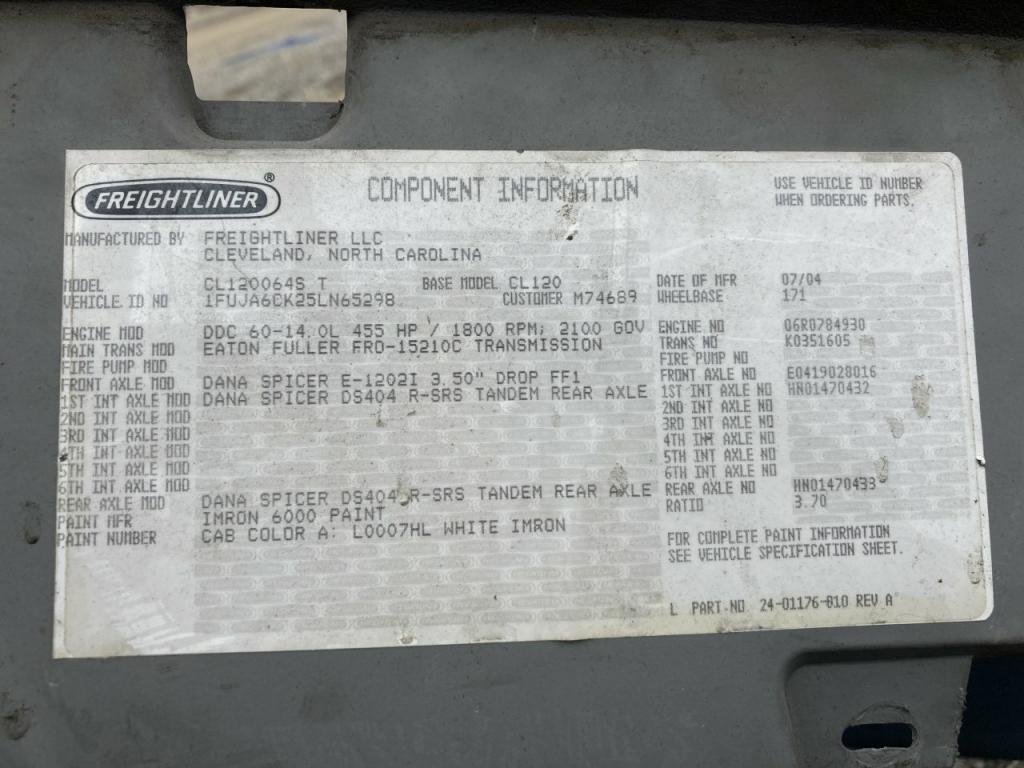 FREIGHTLINER ®
COMPONENT INFORMATION
USE VEHICLE ID NUMBER
WHEN ORDERING PARTS.
MANUFACTURED BY FREIGHTLINER LLC
CLEVELAND, NORTH CAROLINA
MODEL CL120064S T BASE MODEL CL120 DATE OF MFR 07/04
VEHICLE ID NO 1FUJA6CK25LN65298 CUSTOMER M74689 WHEELBASE 171
ENGINE MOD DDC 60-14.0L 455 HP / 1800 RPM; 2100 GOV ENGINE NO 06R0784930
MAIN TRANS MOD EATON FULLER FRO-15210C TRANSMISSION TRANS NO K0351605
FIRE PUMP MOD FIRE PUMP NO
FRONT AXLE MOD DANA SPICER E-1202I 3.50" DROP FF1 FRONT AXLE NO E0419028016
1ST INT AXLE MOD DANA SPICER DS404 R-SRS TANDEM REAR AXLE 1ST INT AXLE NO HN01470432
2ND INT AXLE MOD 2ND INT AXLE NO
3RD INT AXLE MOD 3RD INT AXLE NO
4TH INT AXLE MOD 4TH INT AXLE NO
5TH INT AXLE MOD 5TH INT AXLE NO
6TH INT AXLE MOD 6TH INT AXLE NO
REAR AXLE MOD DANA SPICER DS404 R-SRS TANDEM REAR AXLE REAR AXLE NO HN01470433
PAINT MFR IMRON 6000 PAINT RATIO 3.70
PAINT NUMBER CAB COLOR A: L0007HL WHITE IMRON
FOR COMPLETE PAINT INFORMATION
SEE VEHICLE SPECIFICATION SHEET.
L PART NO 24-01176-010 REV A